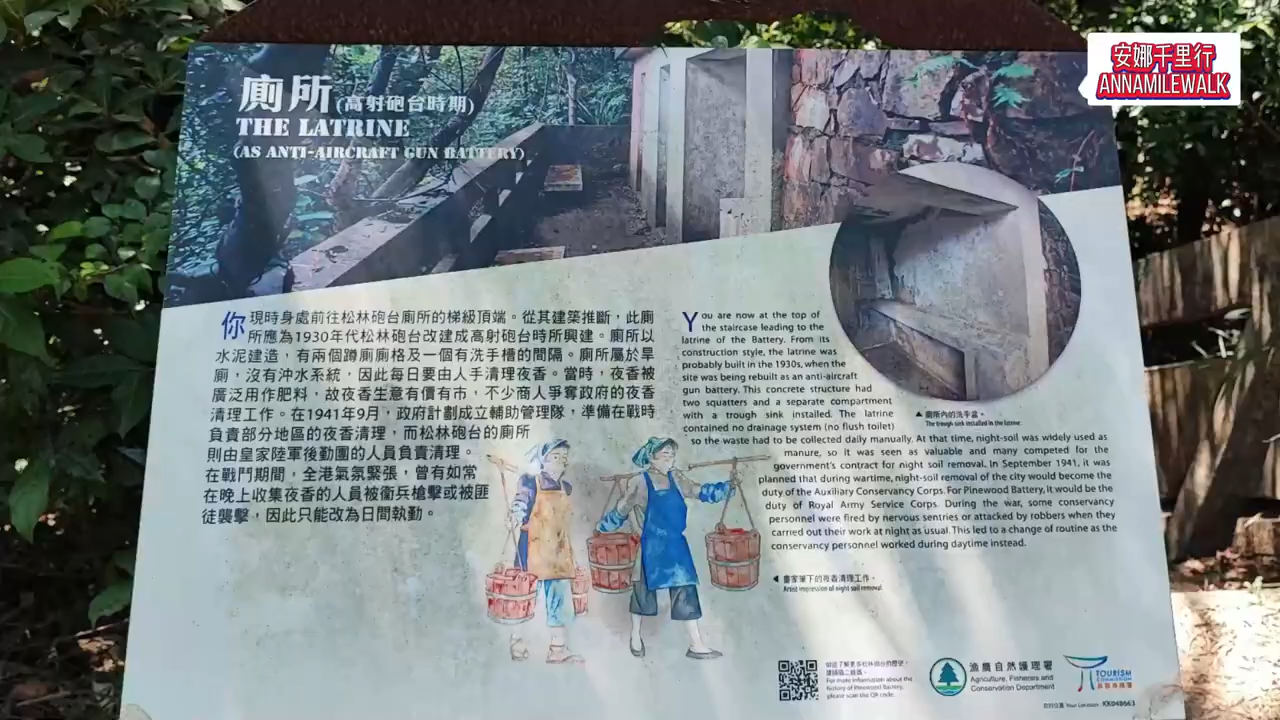 安娜千里行
ANNAMILEWALK
廁所(高射砲台時期)
THE LATRINE
(AS ANTI-AIRCRAFT GUN BATTERY)
你現時身處前往松林砲台廁所的梯級頂端。從其建築推斷,此廁
所應為1930年代松林砲台改建成高射砲台時所興建。廁所以
水泥建造,有兩個蹲廁廁格及一個有洗手槽的間隔。廁所屬於旱
廁,沒有沖水系統,因此每日要由人手清理夜香。當時,夜香被
廣泛用作肥料,故夜香生意有價有市,不少商人爭奪政府的夜香
清理工作。在1941年9月,政府計劃成立輔助管理隊,準備在戰時
負責部分地區的夜香清理,而松林砲台的廁所
則由皇家陸軍後勤團的人員負責清理。
在戰鬥期間,全港氣氛緊張,曾有如常
在晚上收集夜香的人員被衞兵槍擊或被匪
徒襲擊,因此只能改為日間執勤。
You are now at the top of
the staircase leading to the
latrine of the Battery. From its
construction style, the latrine was
probably built in the 1930s, when the
site was being rebuilt as an anti-aircraft
gun battery. This concrete structure had
two squatters and a separate compartment
with a trough sink installed. The latrine
contained no drainage system (no flush toilet)
so the waste had to be collected daily manually. At that time, night-soil was widely used as
manure, so it was seen as valuable and many competed for the
government's contract for night soil removal. In September 1941, it was
planned that during wartime, night-soil removal of the city would become the
duty of the Auxiliary Conservancy Corps. For Pinewood Battery, it would be the
duty of Royal Army Service Corps. During the war, some conservancy
personnel were fired by nervous sentries or attacked by robbers when they
carried out their work at night as usual. This led to a change of routine as the
conservancy personnel worked during daytime instead.
▲ 廁所內的洗手盆。
The trough sink installed in the latrine.
◀ 畫家筆下的夜香清理工作。
Artist impression of night soil removal.
For more information about the
history of Pinewood Battery,
please scan the QR code.
漁農自然護理署
Agriculture, Fisheries and
Conservation Department
TOURISM
COMMISSION
旅遊事務署
Your Location KK048663